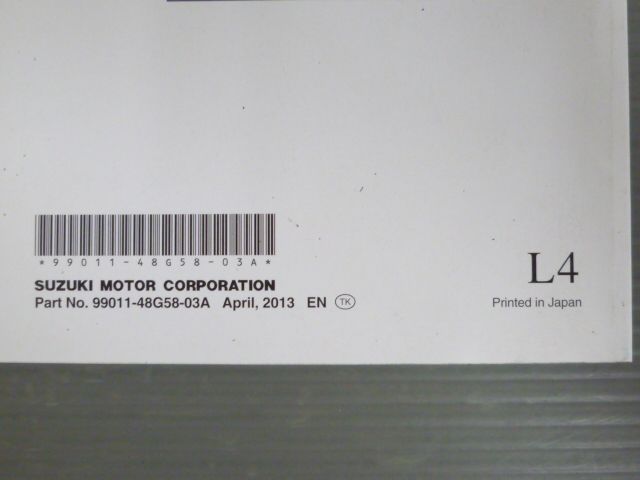 *99011-48G58-03A*
SUZUKI MOTOR CORPORATION
Part No. 99011-48G58-03A April, 2013 EN TK
L4
Printed in Japan